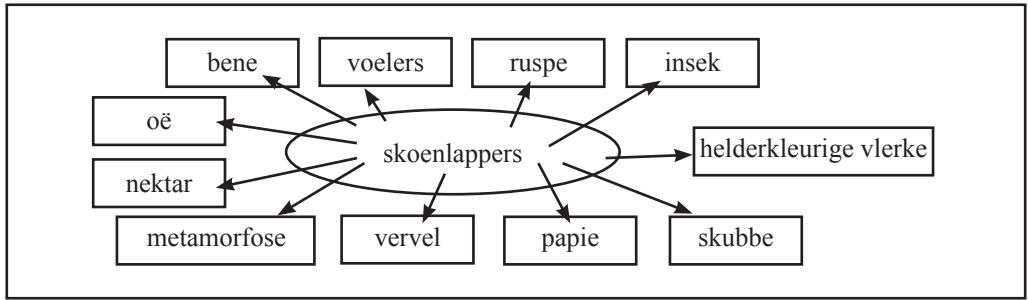 bene voelers ruspe insek
oë
helderkleurige vlerke
skoenlappers
nektar
metamorfose vervel papie skubbe